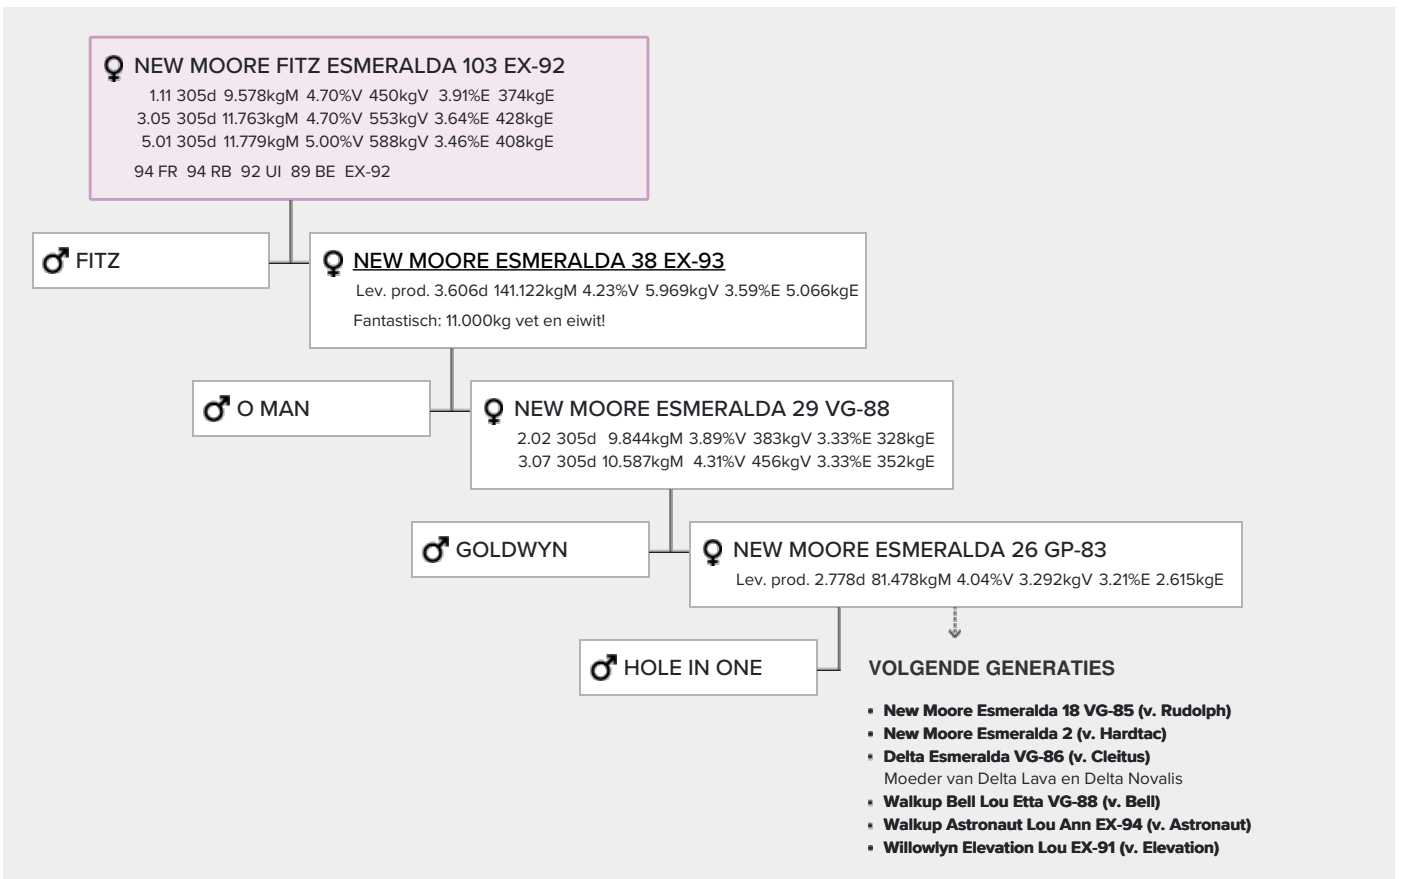 NEW MOORE FITZ ESMERALDA 103 EX-92
1.11 305d 9.578kgM 4.70%V 450kgV 3.91%E 374kgE
3.05 305d 11.763kgM 4.70%V 553kgV 3.64%E 428kgE
5.01 305d 11.779kgM 5.00%V 588kgV 3.46%E 408kgE
94 FR 94 RB 92 UI 89 BE EX-92
FITZ
NEW MOORE ESMERALDA 38 EX-93
Lev. prod. 3.606d 141.122kgM 4.23%V 5.969kgV 3.59%E 5.066kgE
Fantastisch: 11.000kg vet en eiwit!
O MAN
NEW MOORE ESMERALDA 29 VG-88
2.02 305d 9.844kgM 3.89%V 383kgV 3.33%E 328kgE
3.07 305d 10.587kgM 4.31%V 456kgV 3.33%E 352kgE
GOLDWYN
NEW MOORE ESMERALDA 26 GP-83
Lev. prod. 2.778d 81.478kgM 4.04%V 3.292kgV 3.21%E 2.615kgE
HOLE IN ONE
VOLGENDE GENERATIES
• New Moore Esmeralda 18 VG-85 (v. Rudolph)
• New Moore Esmeralda 2 (v. Hardtac)
• Delta Esmeralda VG-86 (v. Cleitus)
Moeder van Delta Lava en Delta Novalis
• Walkup Bell Lou Etta VG-88 (v. Bell)
• Walkup Astronaut Lou Ann EX-94 (v. Astronaut)
• Willowlyn Elevation Lou EX-91 (v. Elevation)